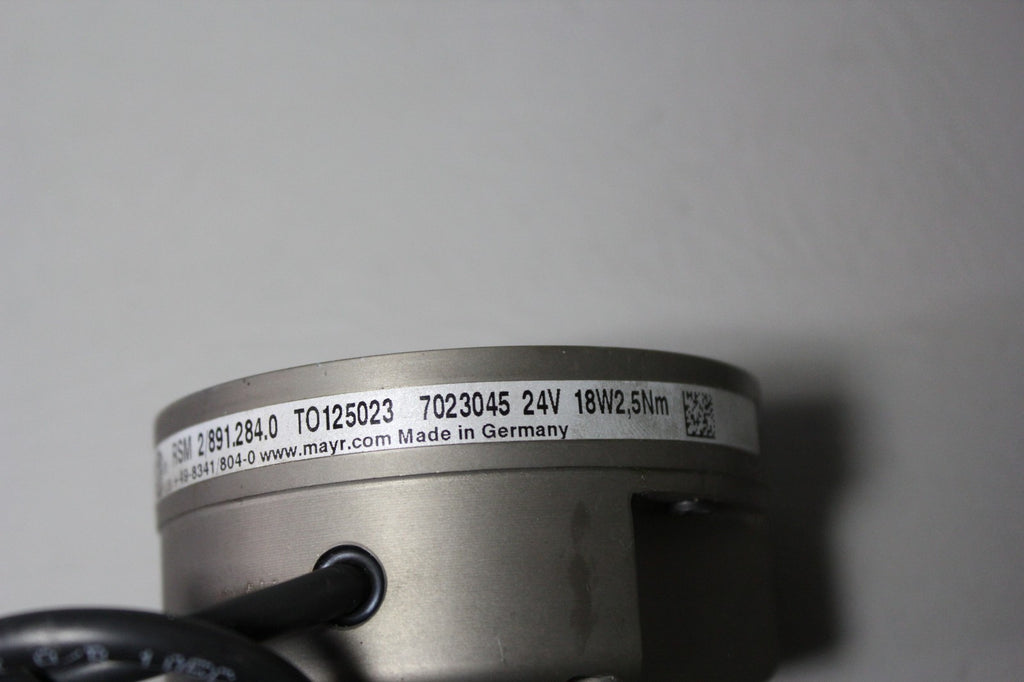 RSM 2/891.284.0 TO125023 7023045 24V 18W2,5Nm
+49-8341/804-0 www.mayr.com Made in Germany